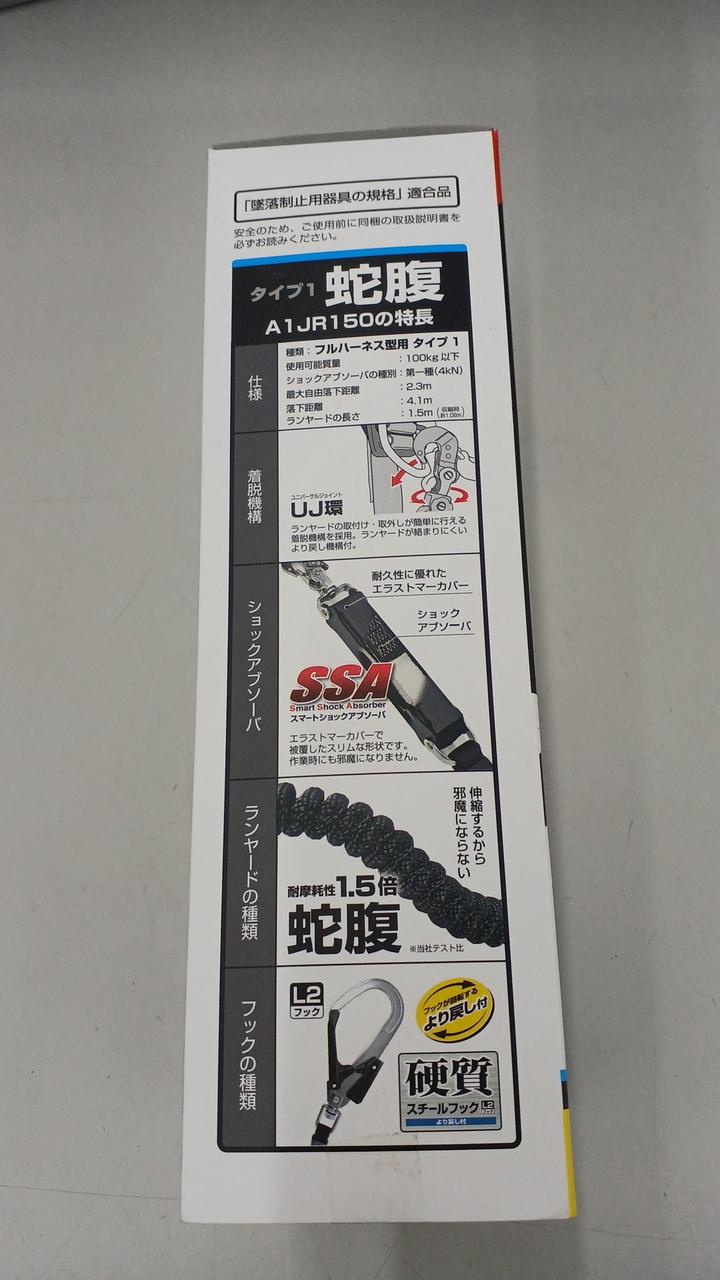 「墜落制止用器具の規格」適合品
安全のため、ご使用前に同梱の取扱説明書を
必ずお読みください。
タイプ1 蛇腹
A1JR150の特長
仕様
種類：フルハーネス型用 タイプ1
使用可能質量 ：100kg以下
ショックアブソーバの種別：第一種(4kN)
最大自由落下距離 ：2.3m
落下距離 ：4.1m
ランヤードの長さ ：1.5m (収縮時 約1.08m)
着脱機構
ユニバーサルジョイント
UJ環
ランヤードの取付け・取外しが簡単に行える
着脱機構を採用。ランヤードが絡まりにくい
より戻し機構付。
ショックアブソーバ
耐久性に優れた
エラストマーカバー
ショック
アブソーバ
SSA
Smart Shock Absorber
スマートショックアブソーバ
エラストマーカバーで
被覆したスリムな形状です。
作業時にも邪魔になりません。
ランヤードの種類
伸縮するから
邪魔にならない
耐摩耗性1.5倍
蛇腹
※当社テスト比
フックの種類
L2
フック
フックが回転する
より戻し付
硬質
スチールフック L2 フック
より戻し付